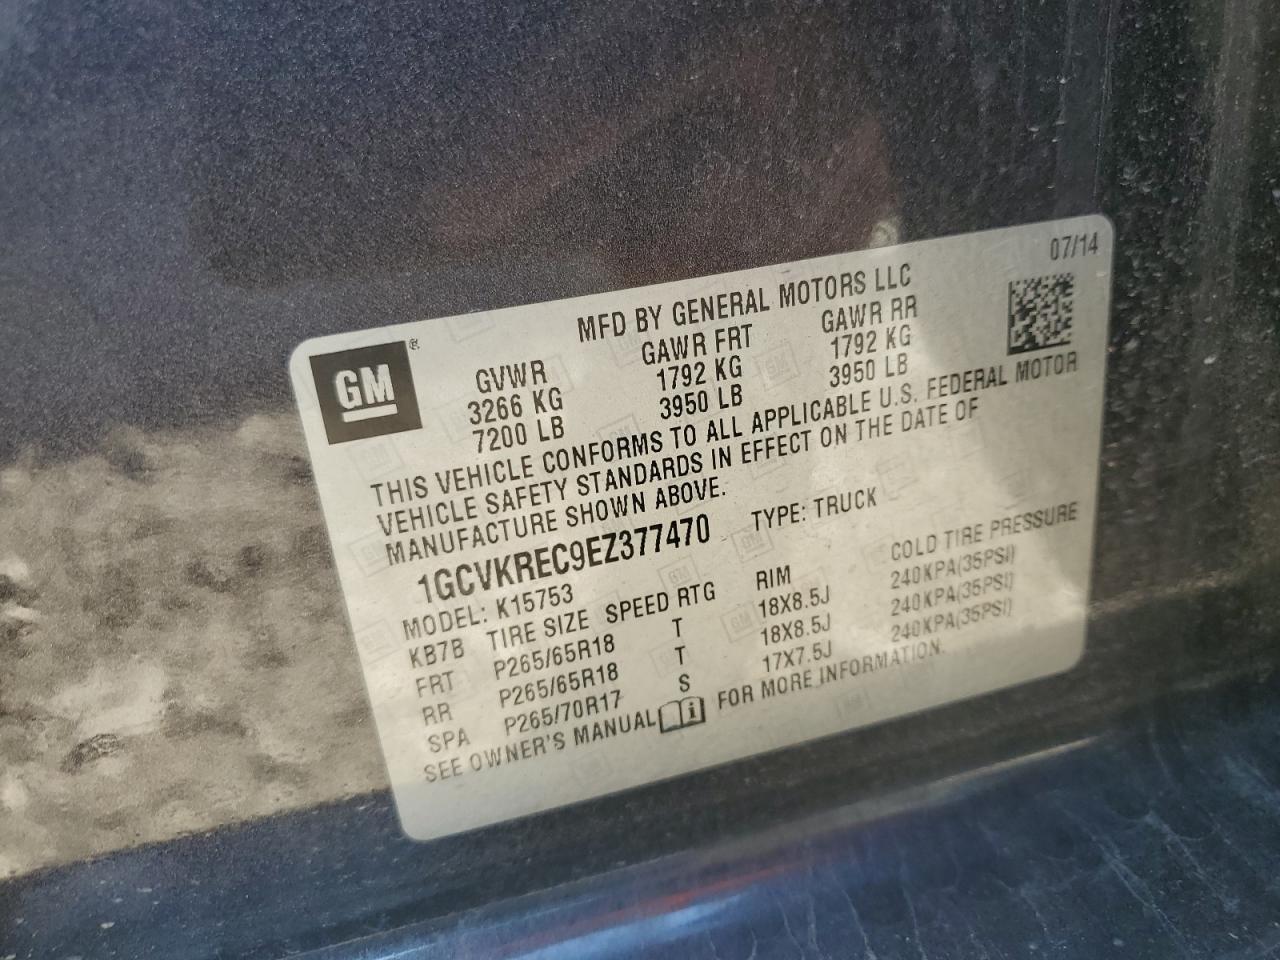 07/14
MFD BY GENERAL MOTORS LLC
GM®
GVWR GAWR FRT GAWR RR
3266 KG 1792 KG 1792 KG
7200 LB 3950 LB 3950 LB
THIS VEHICLE CONFORMS TO ALL APPLICABLE U.S. FEDERAL MOTOR
VEHICLE SAFETY STANDARDS IN EFFECT ON THE DATE OF
MANUFACTURE SHOWN ABOVE.
1GCVKREC9EZ377470 TYPE: TRUCK
MODEL: K15753
KB7B TIRE SIZE SPEED RTG RIM COLD TIRE PRESSURE
FRT P265/65R18 T 18X8.5J 240KPA(35PSI)
RR P265/65R18 T 18X8.5J 240KPA(35PSI)
SPA P265/70R17 S 17X7.5J 240KPA(35PSI)
SEE OWNER'S MANUAL FOR MORE INFORMATION.